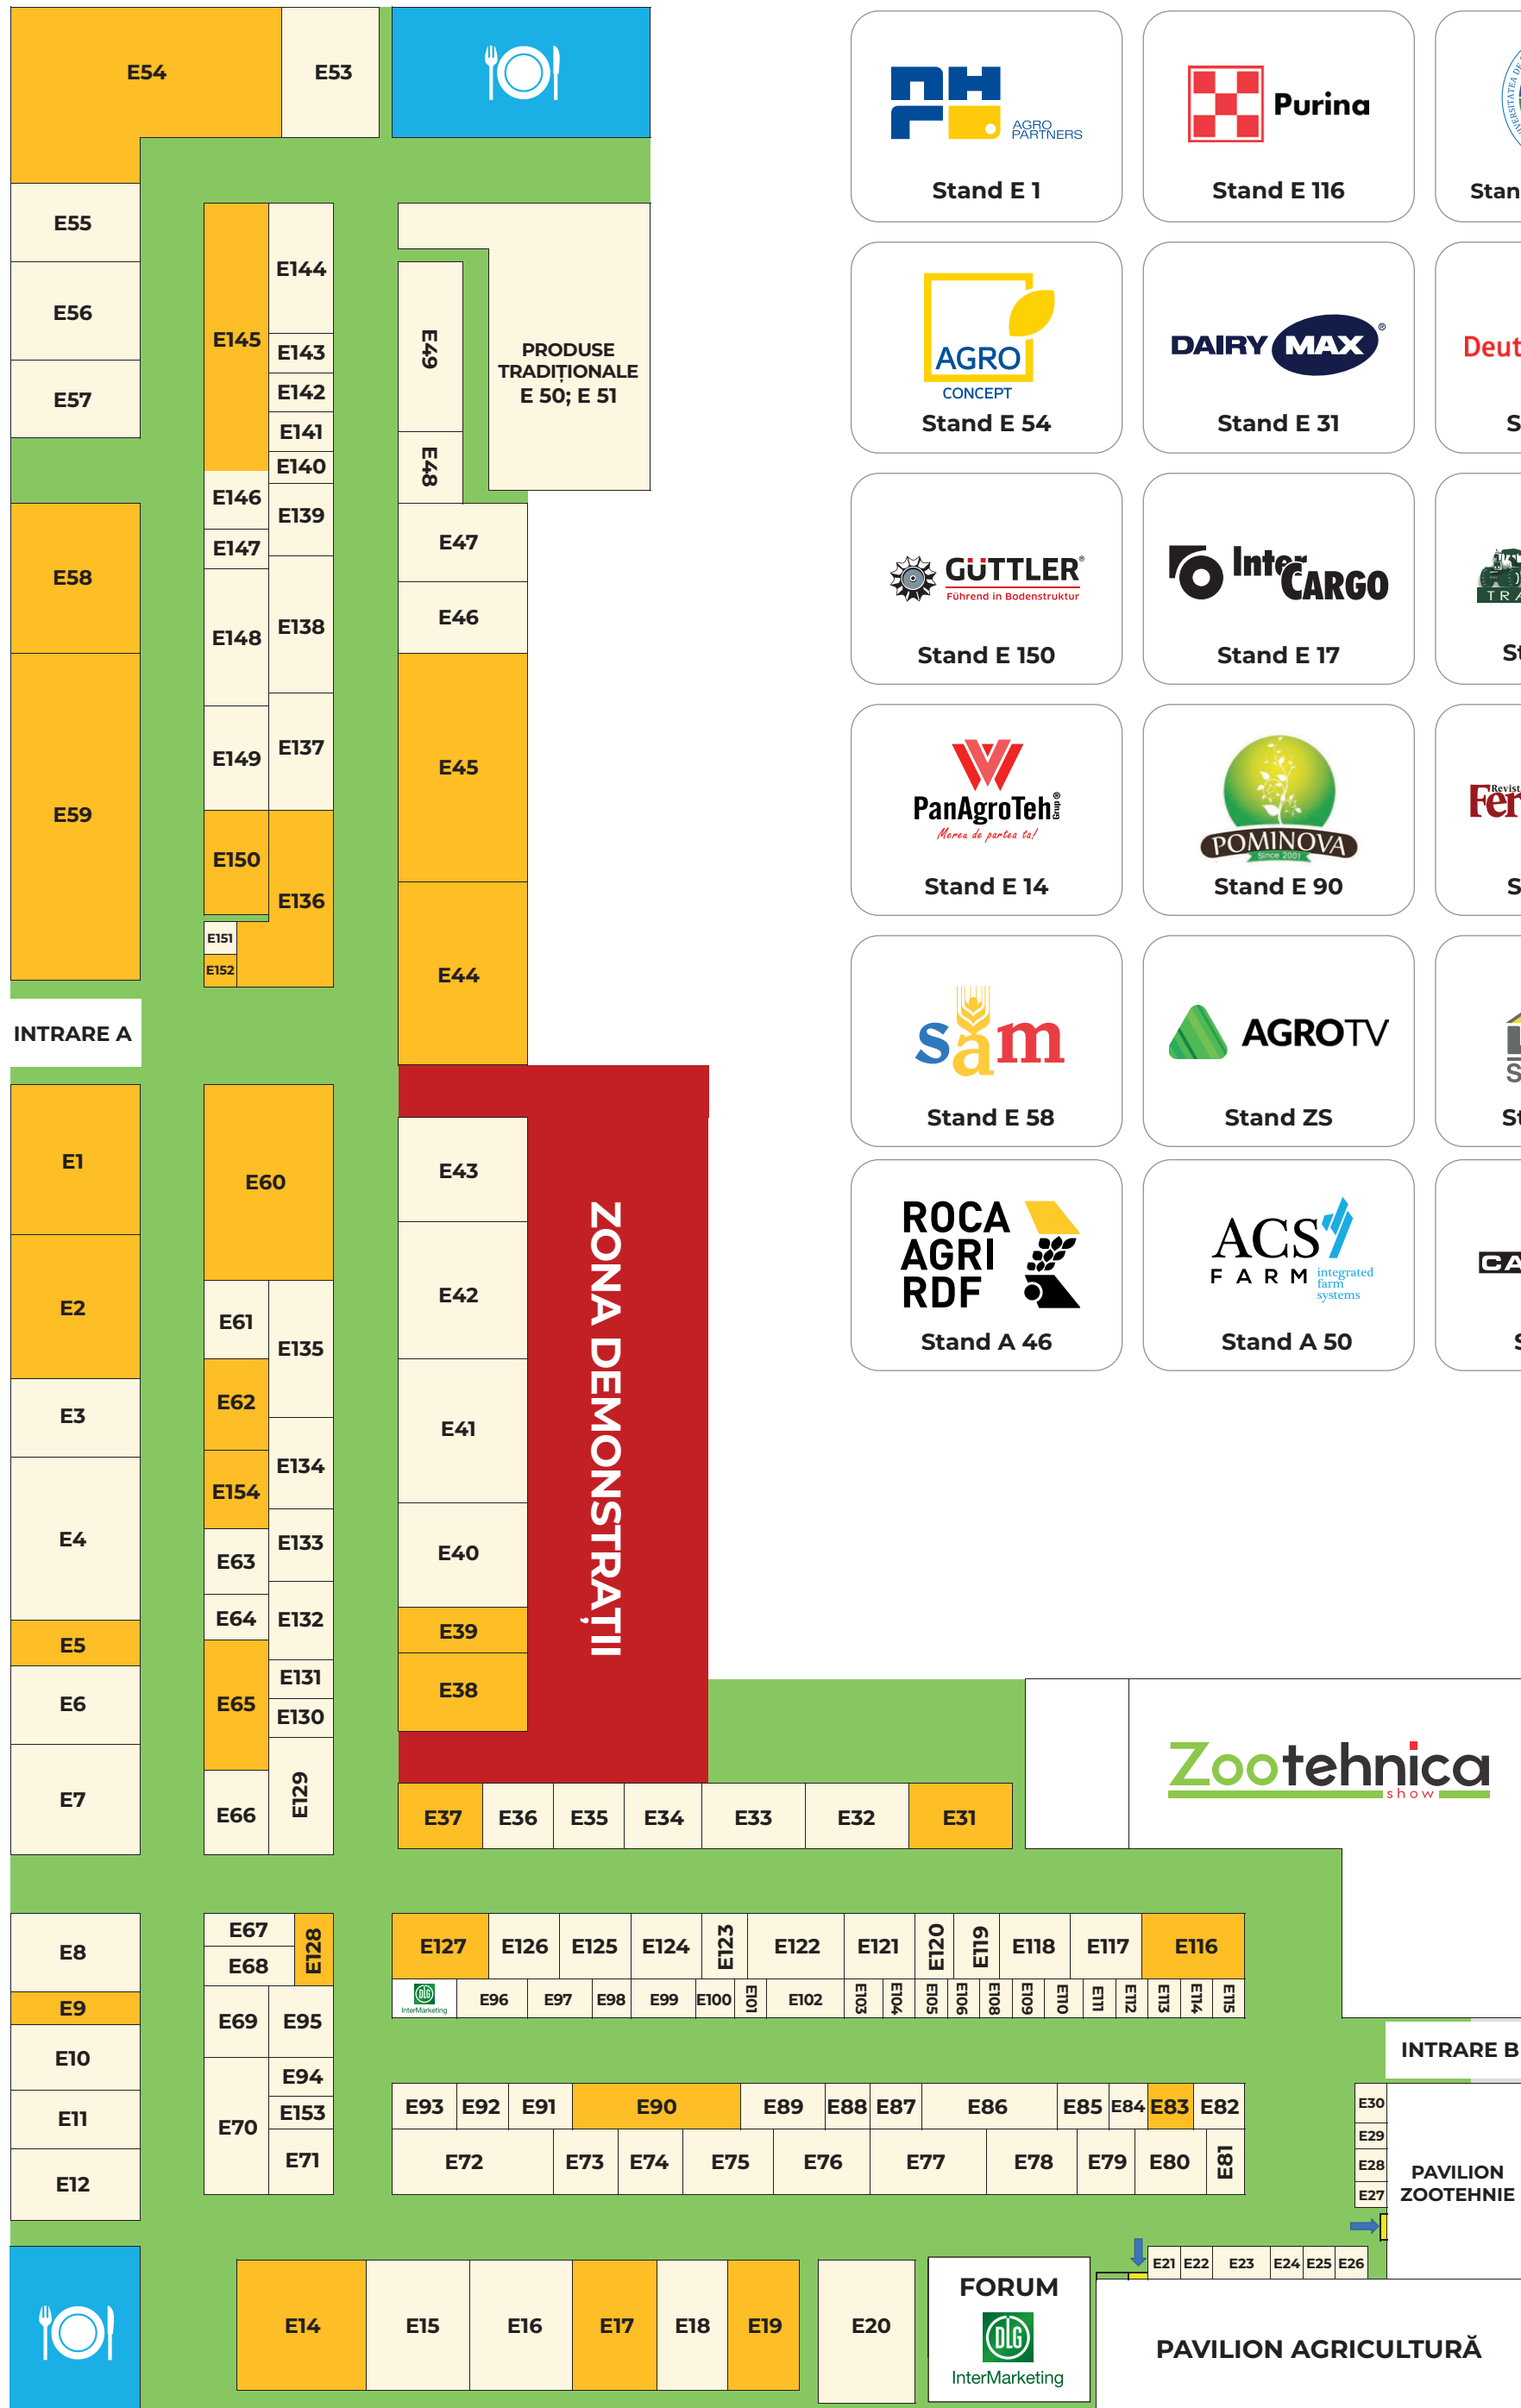 E54
E53
E55
E56
E57
E58
E59
INTRARE A
E1
E2
E3
E4
E5
E6
E7
E8
E9
E10
E11
E12
E145
E146
E147
E148
E149
E150
E151
E152
E144
E143
E142
E141
E140
E139
E138
E137
E136
E60
E61
E62
E154
E63
E64
E65
E66
E135
E134
E133
E132
E131
E130
E129
E67
E68
E128
E69
E95
E70
E94
E153
E71
E49
E48
PRODUSE
TRADIȚIONALE
E 50; E 51
E47
E46
E45
E44
E43
E42
E41
E40
E39
E38
ZONA DEMONSTRAȚII
E37
E36
E35
E34
E33
E32
E31
E127
E126
E125
E124
E123
E122
E121
E120
E119
E118
E117
E116
DLG
InterMarketing
E96
E97
E98
E99
E100
E101
E102
E103
E104
E105
E106
E108
E109
E110
E111
E112
E113
E114
E115
E93
E92
E91
E90
E89
E88
E87
E86
E85
E84
E83
E82
E72
E73
E74
E75
E76
E77
E78
E79
E80
E81
E14
E15
E16
E17
E18
E19
E20
FORUM
DLG
InterMarketing
E21
E22
E23
E24
E25
E26
PAVILION AGRICULTURĂ
E30
E29
E28
E27
PAVILION
ZOOTEHNIE
INTRARE B
Zootehnica
show
AGRO
PARTNERS
Stand E 1
Purina
Stand E 116
AGRO
CONCEPT
Stand E 54
DAIRY MAX®
Stand E 31
GÜTTLER®
Führend in Bodenstruktur
Stand E 150
Inter
CARGO
Stand E 17
PanAgroTeh Grup®
Mereu de partea ta!
Stand E 14
POMINOVA
Since 2001
Stand E 90
sam
Stand E 58
AGROTV
Stand ZS
ROCA
AGRI
RDF
Stand A 46
ACS
FARM
integrated
farm
systems
Stand A 50
Stan
Deut
S
TRA
St
Revist
Fer
S
S
St
CA
S